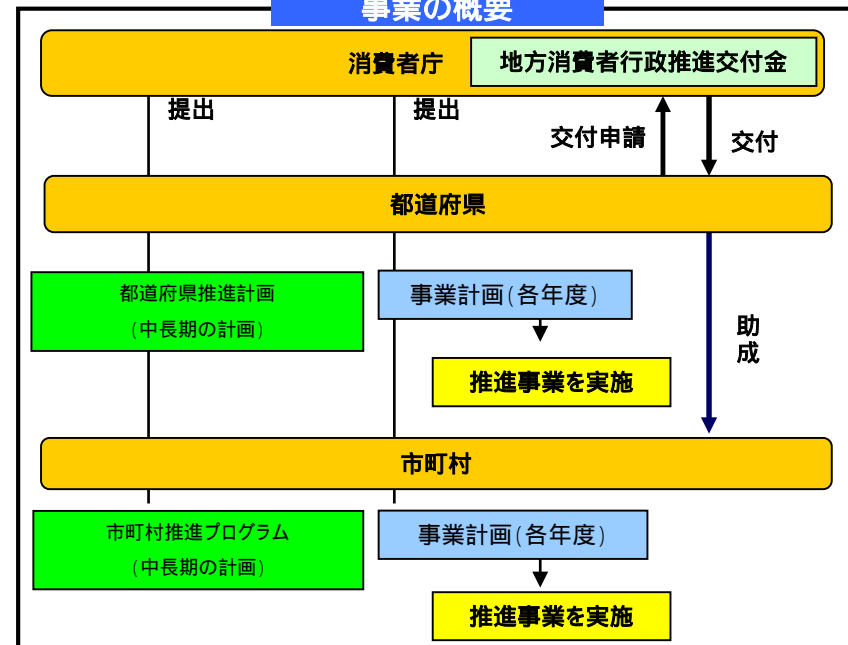 事業の概要
消費者庁
地方消費者行政推進交付金
提出
提出
交付申請
交付
都道府県
都道府県推進計画
(中長期の計画)
事業計画(各年度)
助
成
推進事業を実施
市町村
市町村推進プログラム
(中長期の計画)
事業計画(各年度)
推進事業を実施